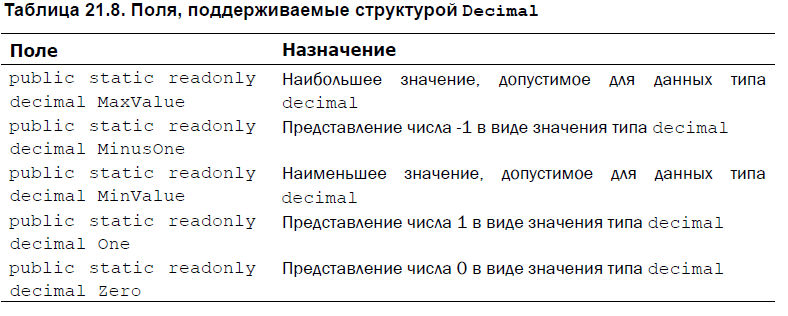 Таблица 21.8. Поля, поддерживаемые структурой Decimal
Поле Назначение
public static readonly Наибольшее значение, допустимое для данных типа
decimal MaxValue decimal
public static readonly Представление числа -1 в виде значения типа decimal
decimal MinusOne
public static readonly Наименьшее значение, допустимое для данных типа
decimal MinValue decimal
public static readonly Представление числа 1 в виде значения типа decimal
decimal One
public static readonly Представление числа 0 в виде значения типа decimal
decimal Zero